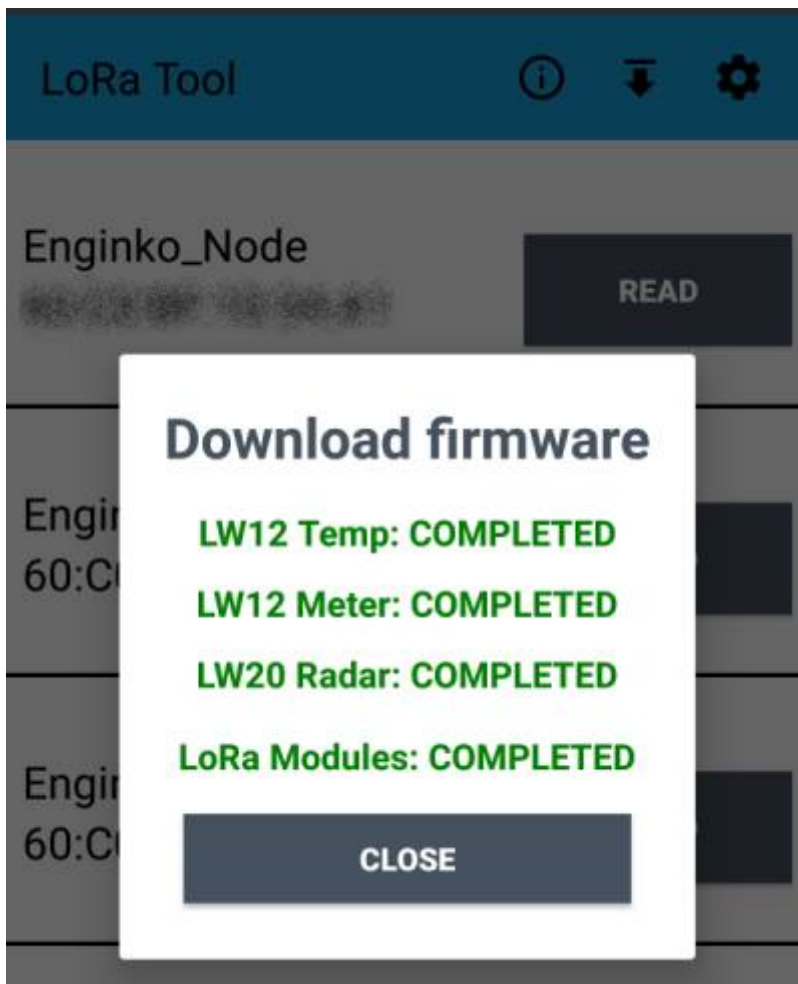 LoRa Tool
Enginko_Node
READ
Download firmware
LW12 Temp: COMPLETED
LW12 Meter: COMPLETED
LW20 Radar: COMPLETED
LoRa Modules: COMPLETED
CLOSE